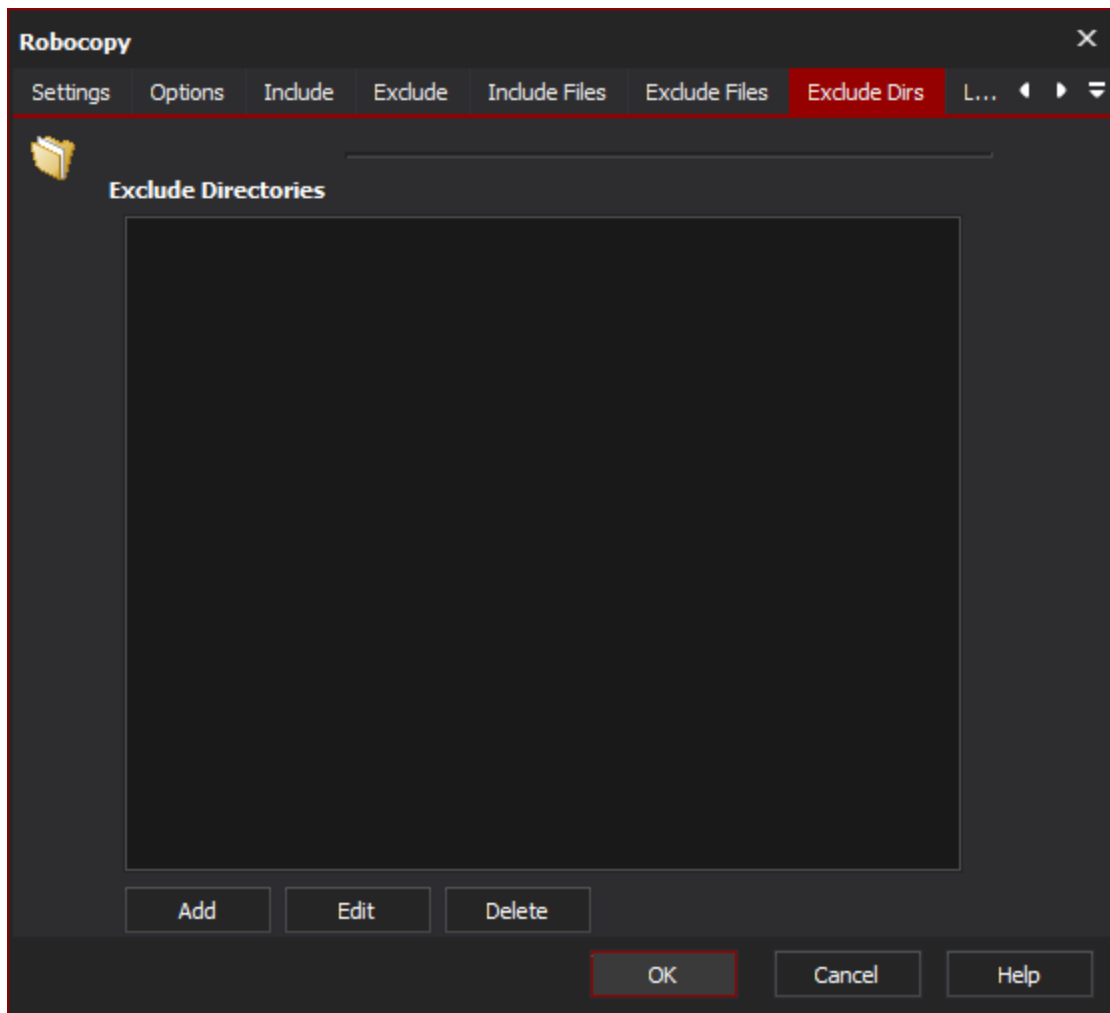 Robocopy
Settings Options Include Exclude Include Files Exclude Files Exclude Dirs L...
Exclude Directories
Add Edit Delete
OK Cancel Help